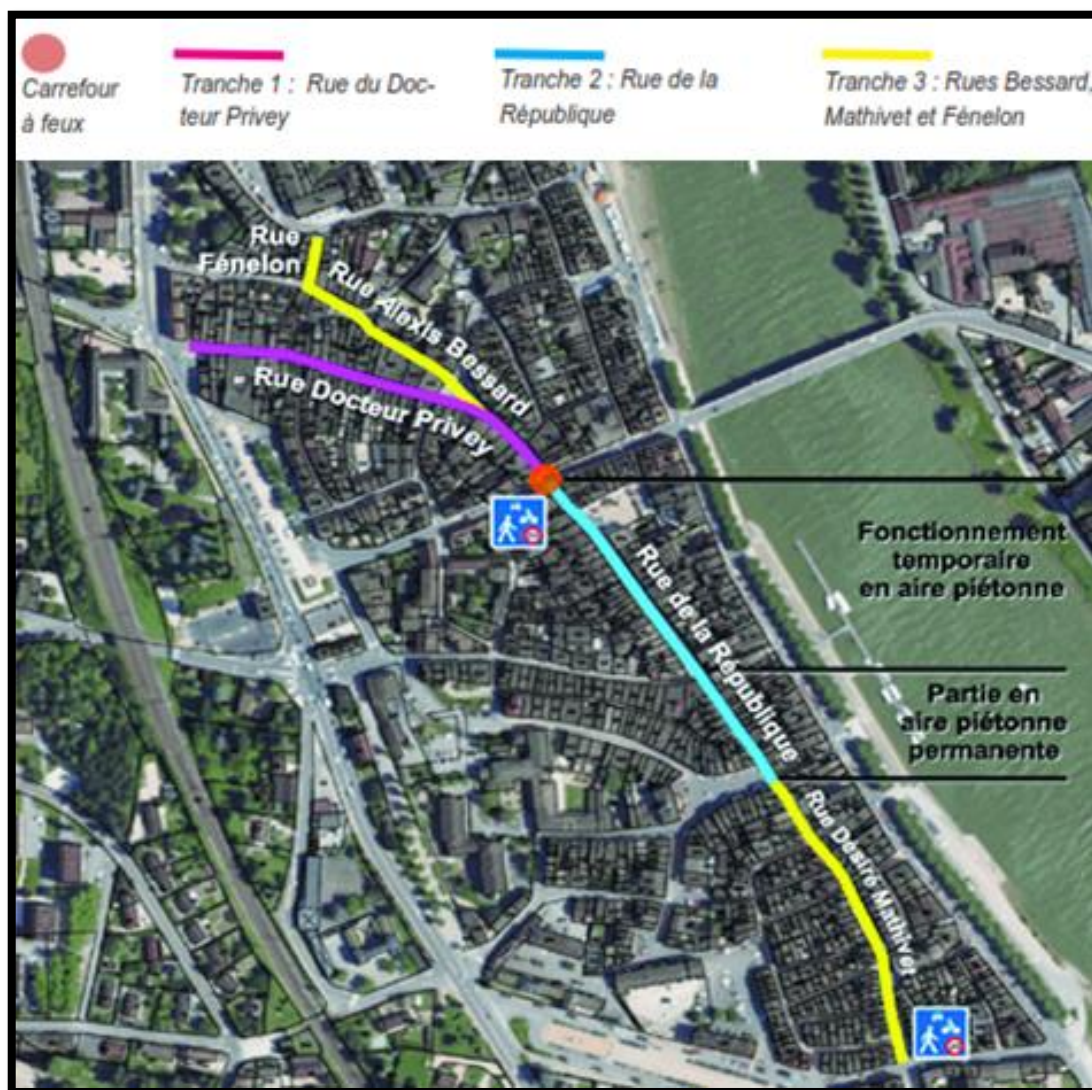 Carrefour
à feux
Tranche 1 : Rue du Doc-
teur Privey
Tranche 2 : Rue de la
République
Tranche 3 : Rues Bessard,
Mathivet et Fénelon
Rue
Fénelon
Rue Alexis Bessard
Rue Docteur Privey
Rue de la République
Fonctionnement
temporaire
en aire piétonne
Partie en
aire piétonne
permanente
Rue Désiré Mathivet